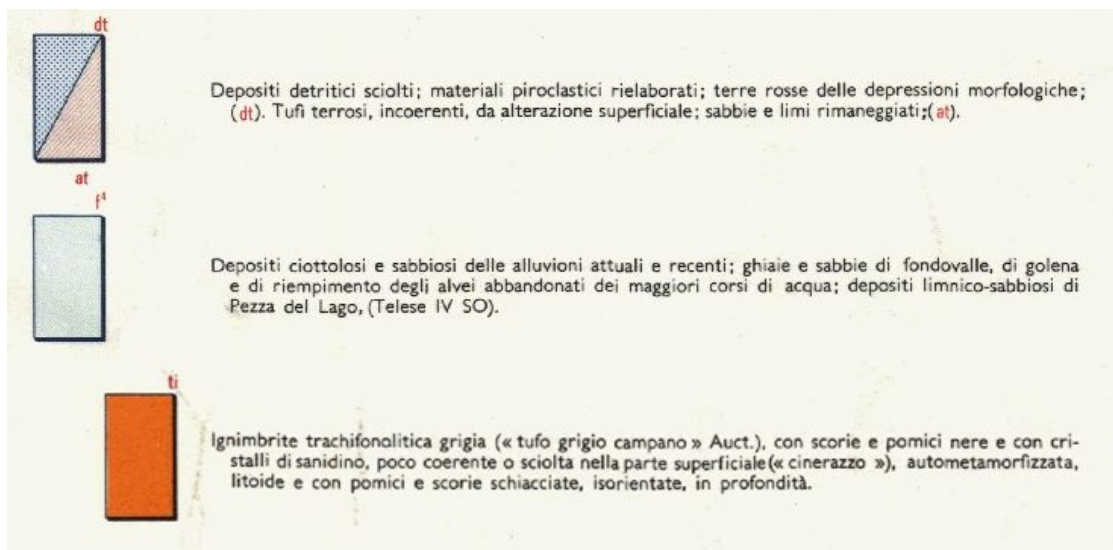 dt
Depositi detritici sciolti; materiali piroclastici rielaborati; terre rosse delle depressioni morfologiche;
(dt). Tufi terrosi, incoerenti, da alterazione superficiale; sabbie e limi rimaneggiati;(at).
at
f⁴
Depositi ciottolosi e sabbiosi delle alluvioni attuali e recenti; ghiaie e sabbie di fondovalle, di golena
e di riempimento degli alvei abbandonati dei maggiori corsi di acqua; depositi limnico-sabbiosi di
Pezza del Lago, (Telese IV SO).
ti
Ignimbrite trachifonolitica grigia (« tufo grigio campano » Auct.), con scorie e pomici nere e con cri-
stalli di sanidino, poco coerente o sciolta nella parte superficiale (« cinerazzo »), autometamorfizzata,
litoide e con pomici e scorie schiacciate, isorientate, in profondità.